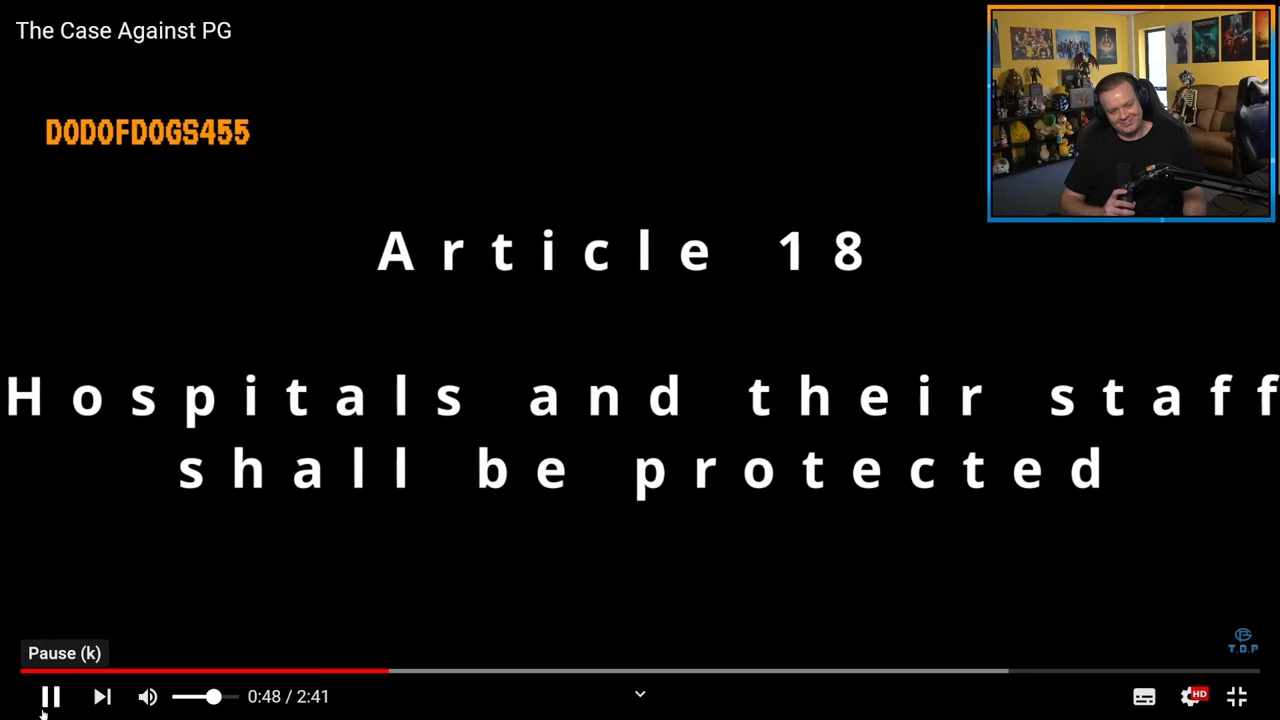 The Case Against PG
DODOFDOGS455
Article 18
Hospitals and their staff
shall be protected
T.D.P
Pause (k)
0:48 / 2:41
HD